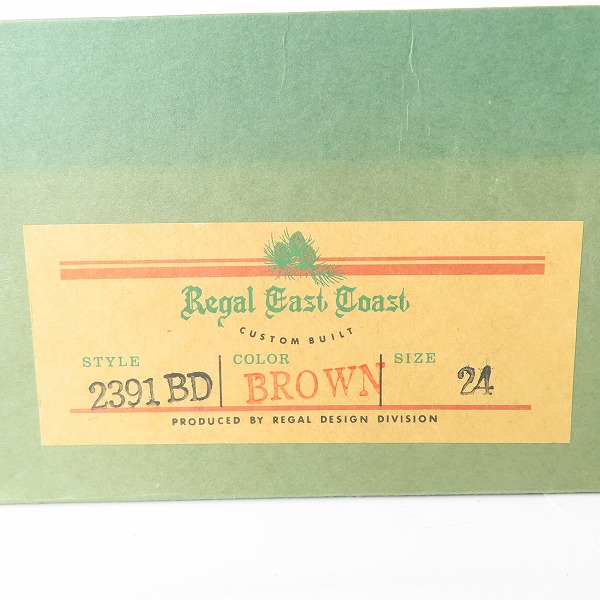 Regal East Coast
CUSTOM BUILT
STYLE COLOR SIZE
2391 BD BROWN 24
PRODUCED BY REGAL DESIGN DIVISION